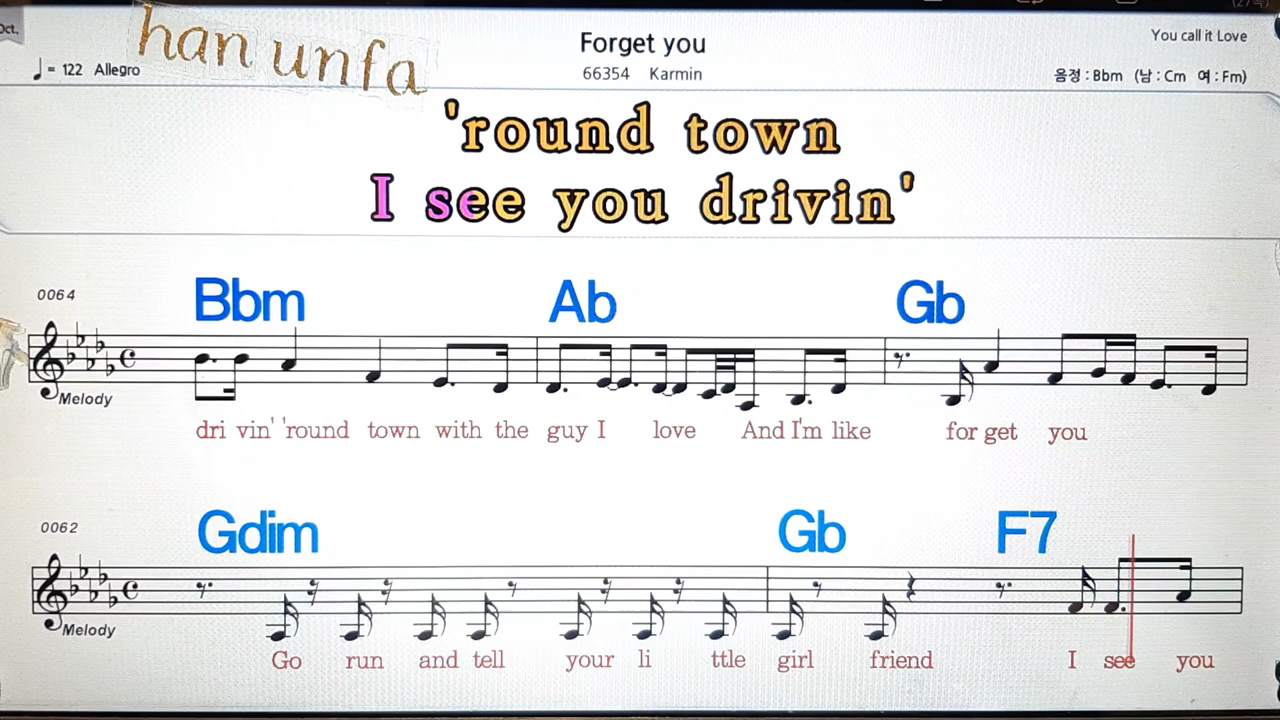 Oct.
han unfa
Forget you
You call it Love
♩ = 122 Allegro
66354 Karmin
음정 : Bbm (남 : Cm 여 : Fm)
'round town
I see you drivin'
0064
Bbm Ab Gb
Melody
dri vin' 'round town with the guy I love And I'm like for get you
0062
Gdim Gb F7
Melody
Go run and tell your li ttle girl friend I see you